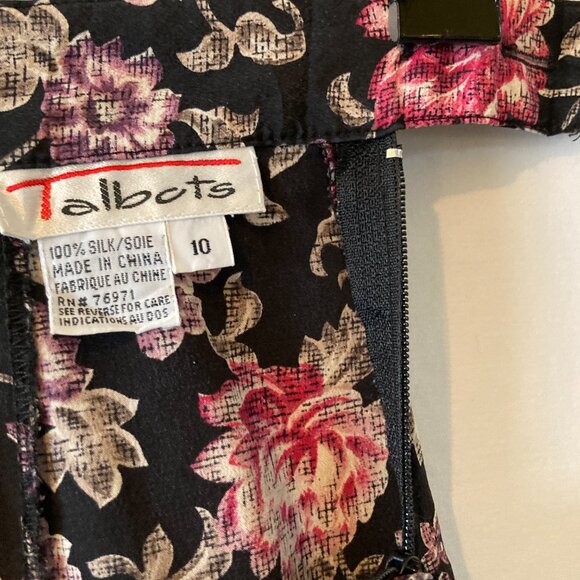 Talbots
100% SILK/SOIE
MADE IN CHINA
FABRIQUE AU CHINE
RN# 76971
SEE REVERSE FOR CARE
INDICATIONS AU DOS
10